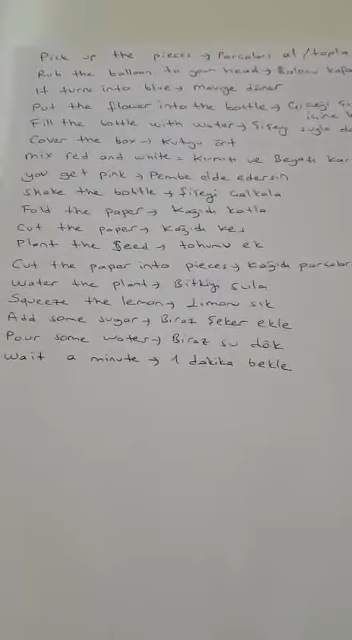 Pick up the pieces → Parçaları al / topla
Rub the balloon to your head → Balonu kafa
It turns into blue → maviye döner
Put the flower into the bottle → Çiçeği şi
içine
Fill the bottle with water → Şişeyi suyla do
Cover the box → Kutuyu ört
mix red and white = Kırmızı ve Beyazı kar
you get pink → Pembe elde edersin
Shake the bottle → Şişeyi çalkala
Fold the paper → Kağıdı katla
Cut the paper → Kağıdı kes
Plant the seed → tohumu ek
Cut the paper into pieces → Kağıdı parçalar
Water the plant → Bitkiyi sula
Squeeze the lemon → Limonu sık
Add some sugar → Biraz şeker ekle
Pour some water → Biraz su dök
Wait a minute → 1 dakika bekle